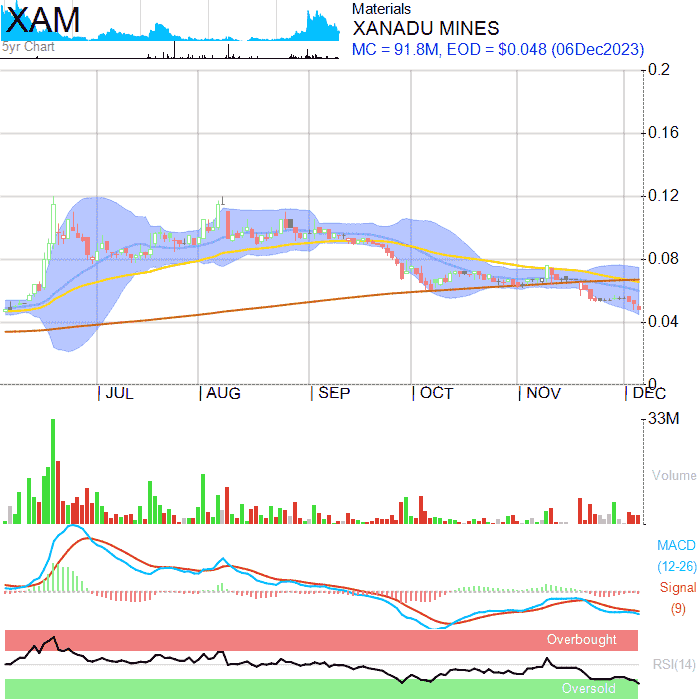 XAM
5yr Chart
Materials
XANADU MINES
MC = 91.8M, EOD = $0.048 (06Dec2023)
0.2
0.16
0.12
0.08
0.04
0
JUL AUG SEP OCT NOV DEC
33M
Volume
MACD
(12-26)
Signal
(9)
Overbought
RSI(14)
Oversold